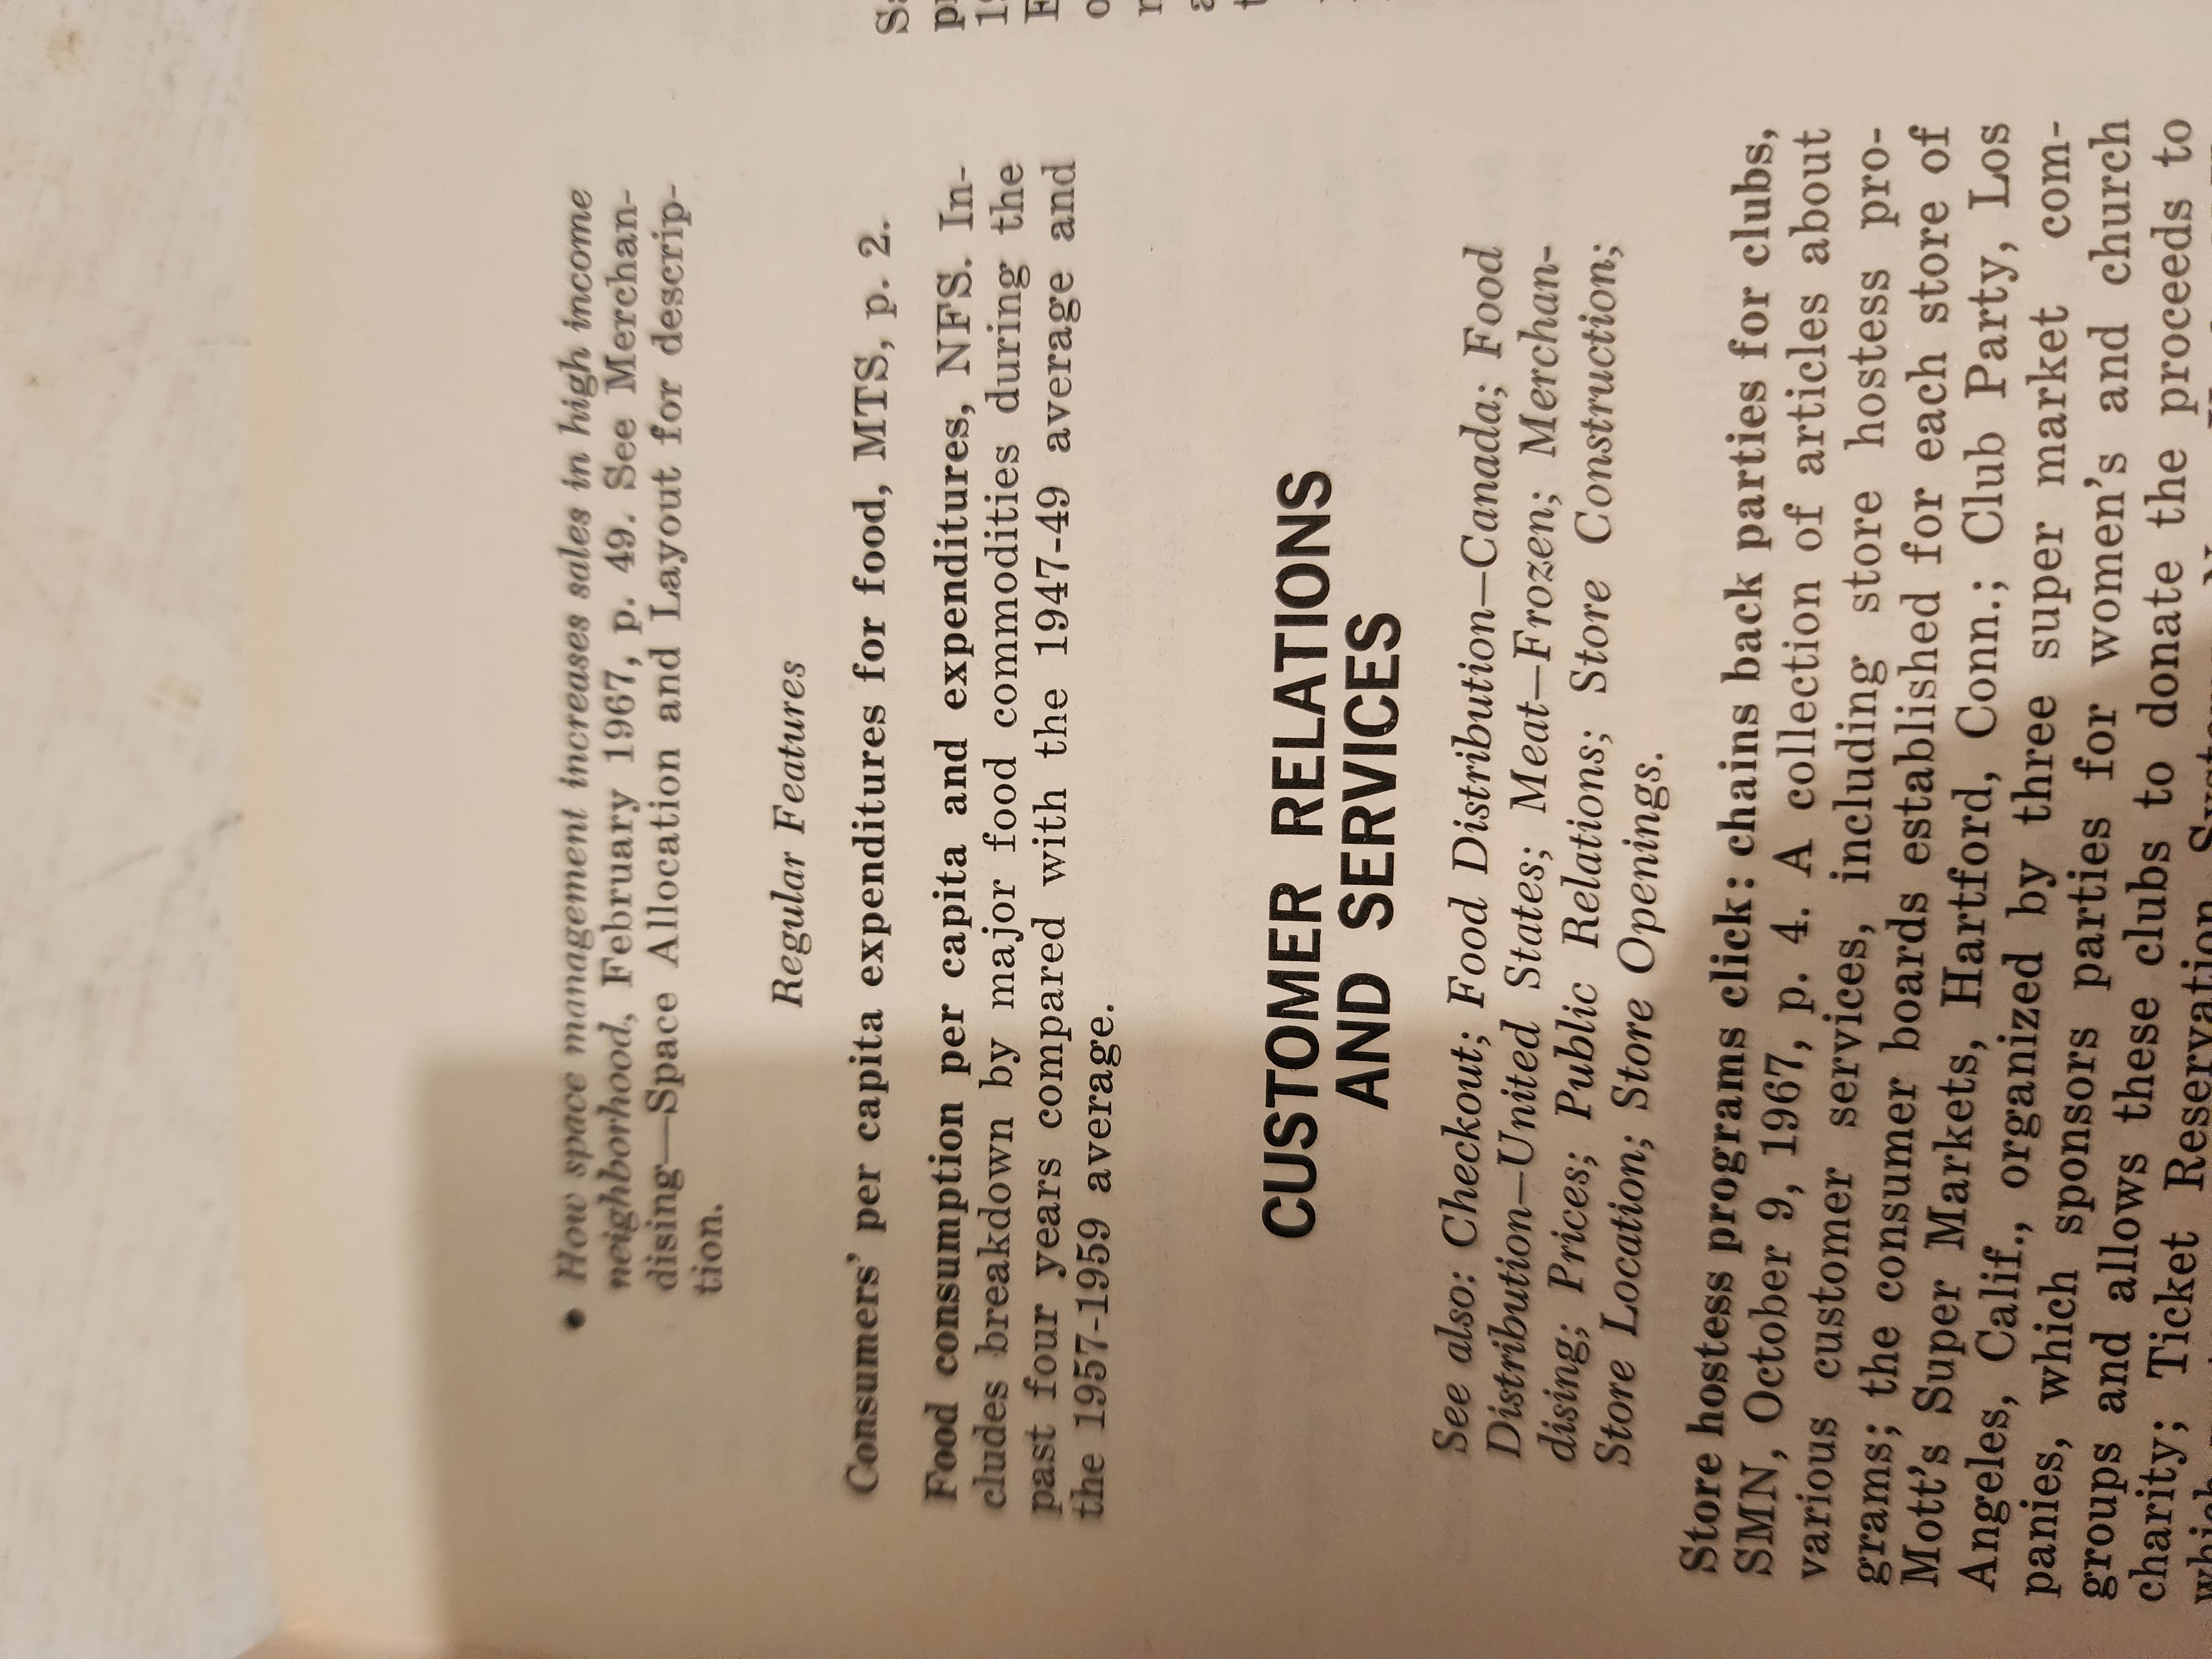 • How space management increases sales in high income
neighborhood, February 1967, p. 49. See Merchan-
dising—Space Allocation and Layout for descrip-
tion.
Regular Features
Consumers' per capita expenditures for food, MTS, p. 2.
Food consumption per capita and expenditures, NFS. In-
cludes breakdown by major food commodities during the
past four years compared with the 1947-49 average and
the 1957-1959 average.
CUSTOMER RELATIONS
AND SERVICES
See also: Checkout; Food Distribution—Canada; Food
Distribution—United States; Meat—Frozen; Merchan-
dising; Prices; Public Relations; Store Construction;
Store Location; Store Openings.
Store hostess programs click: chains back parties for clubs,
SMN, October 9, 1967, p. 4. A collection of articles about
various customer services, including store hostess pro-
grams; the consumer boards established for each store of
Mott's Super Markets, Hartford, Conn.; Club Party, Los
Angeles, Calif., organized by three super market com-
panies, which sponsors parties for women's and church
groups and allows these clubs to donate the proceeds to
charity; Ticket Reservation